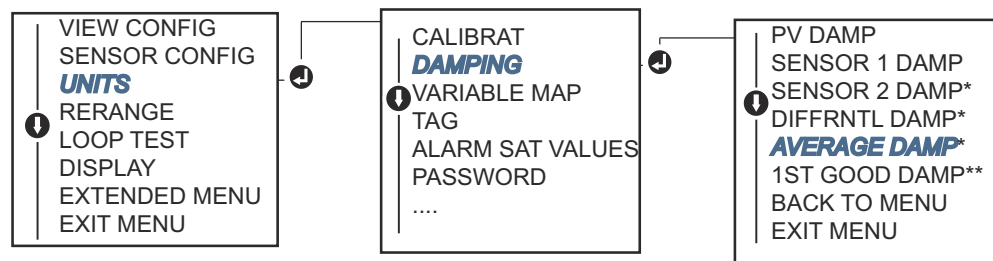 VIEW CONFIG
SENSOR CONFIG
UNITS
RERANGE
LOOP TEST
DISPLAY
EXTENDED MENU
EXIT MENU
CALIBRAT
DAMPING
VARIABLE MAP
TAG
ALARM SAT VALUES
PASSWORD
....
PV DAMP
SENSOR 1 DAMP
SENSOR 2 DAMP*
DIFFRNTL DAMP*
AVERAGE DAMP*
1ST GOOD DAMP**
BACK TO MENU
EXIT MENU